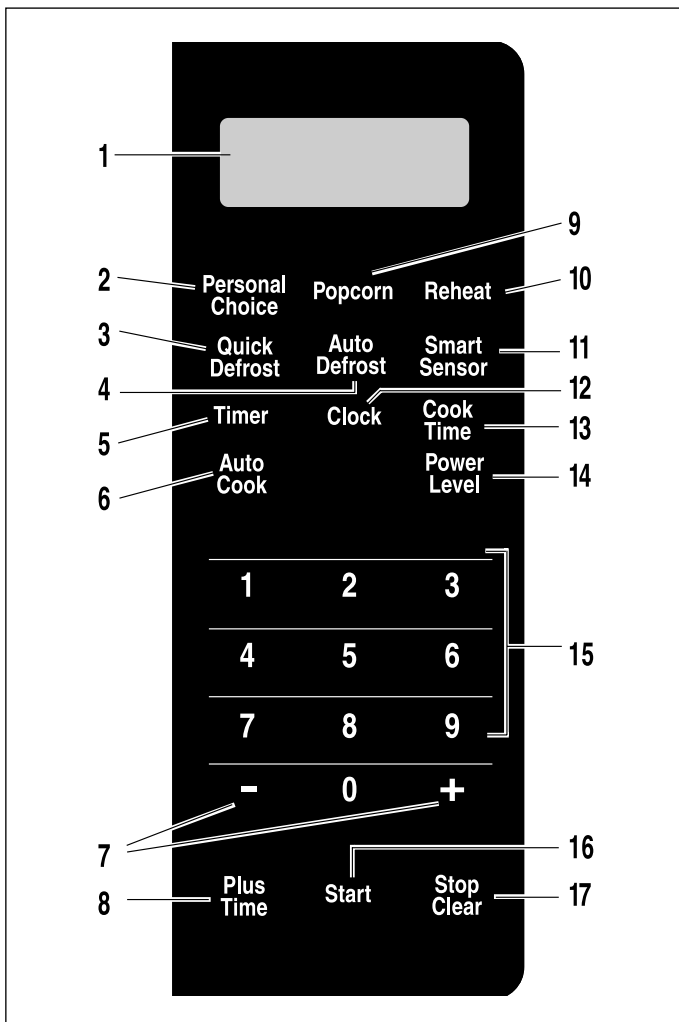 1
9
2
Personal
Choice
Popcorn
Reheat
10
3
Quick
Defrost
Auto
Defrost
Smart
Sensor
11
4
12
5
Timer
Clock
Cook
Time
13
6
Auto
Cook
Power
Level
14
1 2 3
4 5 6
15
7 8 9
- 0 +
7
16
8
Plus
Time
Start
Stop
Clear
17